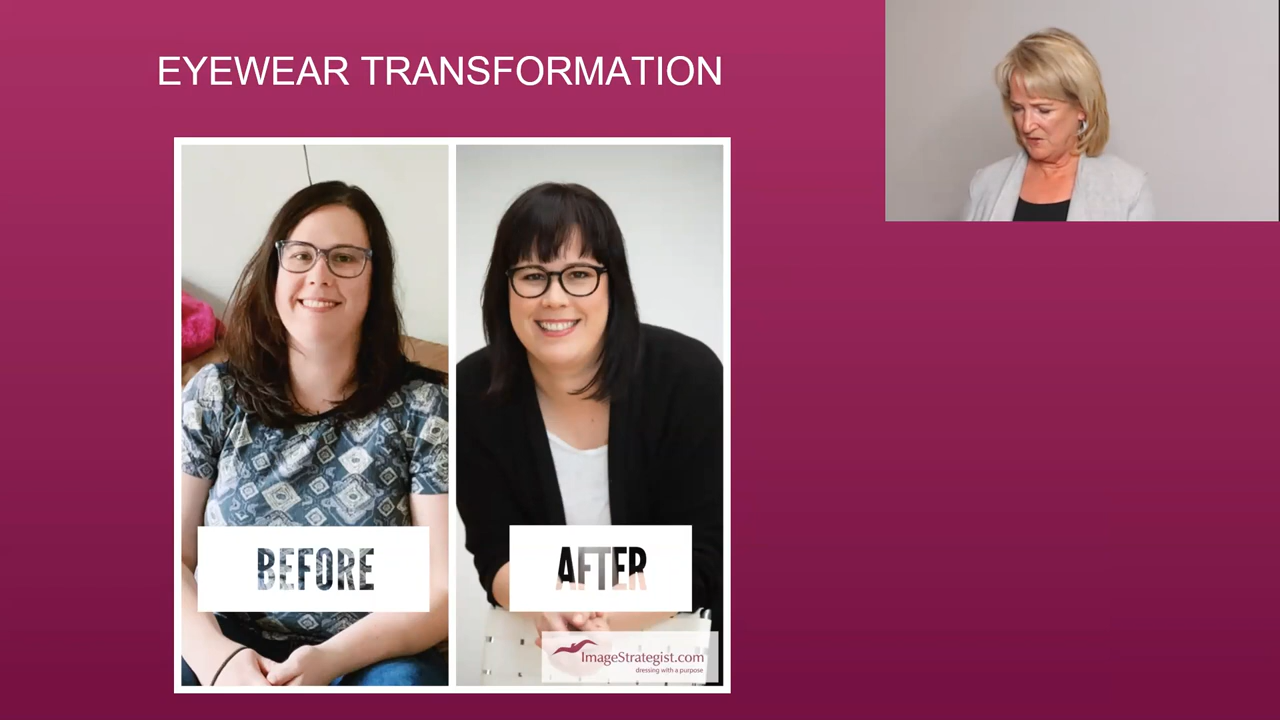 EYEWEAR TRANSFORMATION
BEFORE
AFTER
ImageStrategist.com
dressing with a purpose